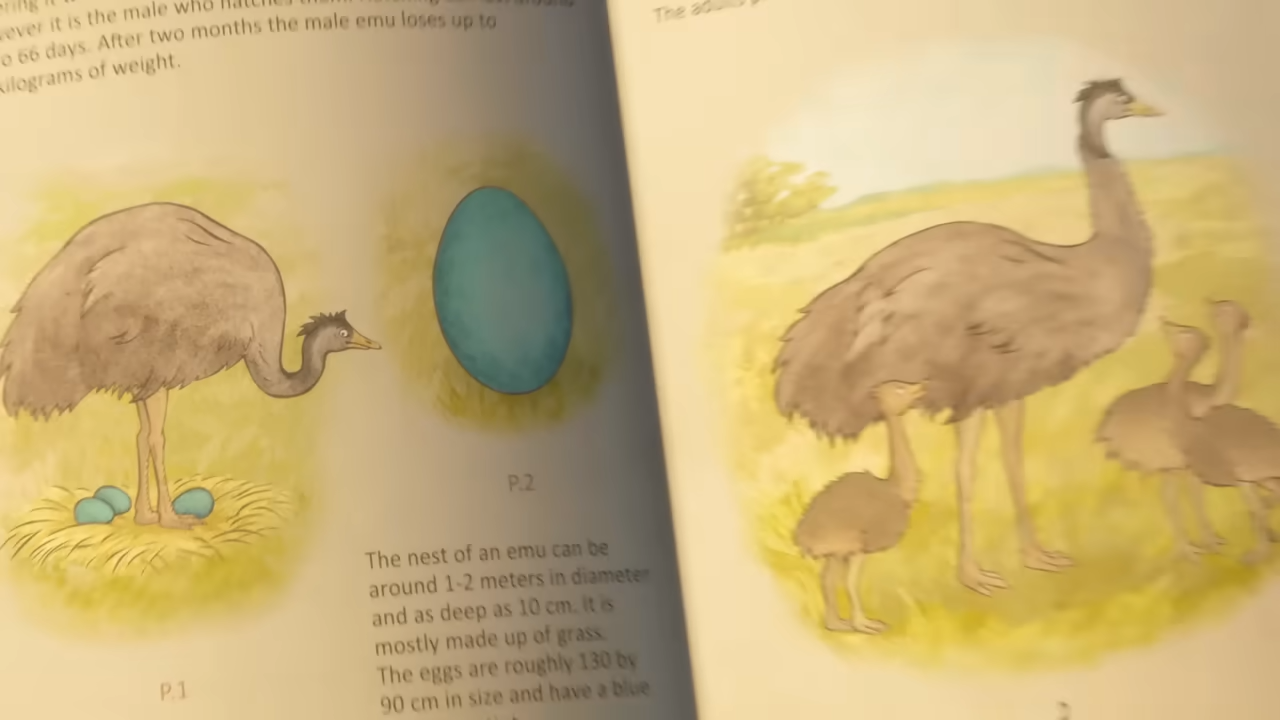 ever it is the male who
o 66 days. After two months the male emu loses up to
kilograms of weight.
P.2
The nest of an emu can be
around 1-2 meters in diameter
and as deep as 10 cm. It is
mostly made up of grass.
The eggs are roughly 130 by
90 cm in size and have a blue
P.1
The